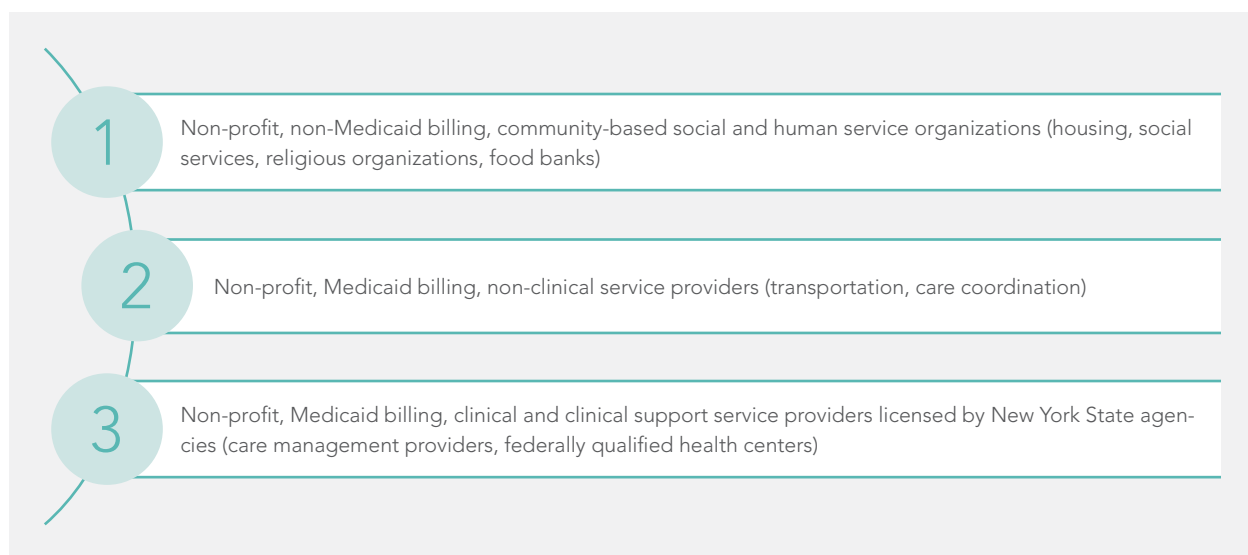 1
Non-profit, non-Medicaid billing, community-based social and human service organizations (housing, social
services, religious organizations, food banks)
2
Non-profit, Medicaid billing, non-clinical service providers (transportation, care coordination)
3
Non-profit, Medicaid billing, clinical and clinical support service providers licensed by New York State agen-
cies (care management providers, federally qualified health centers)